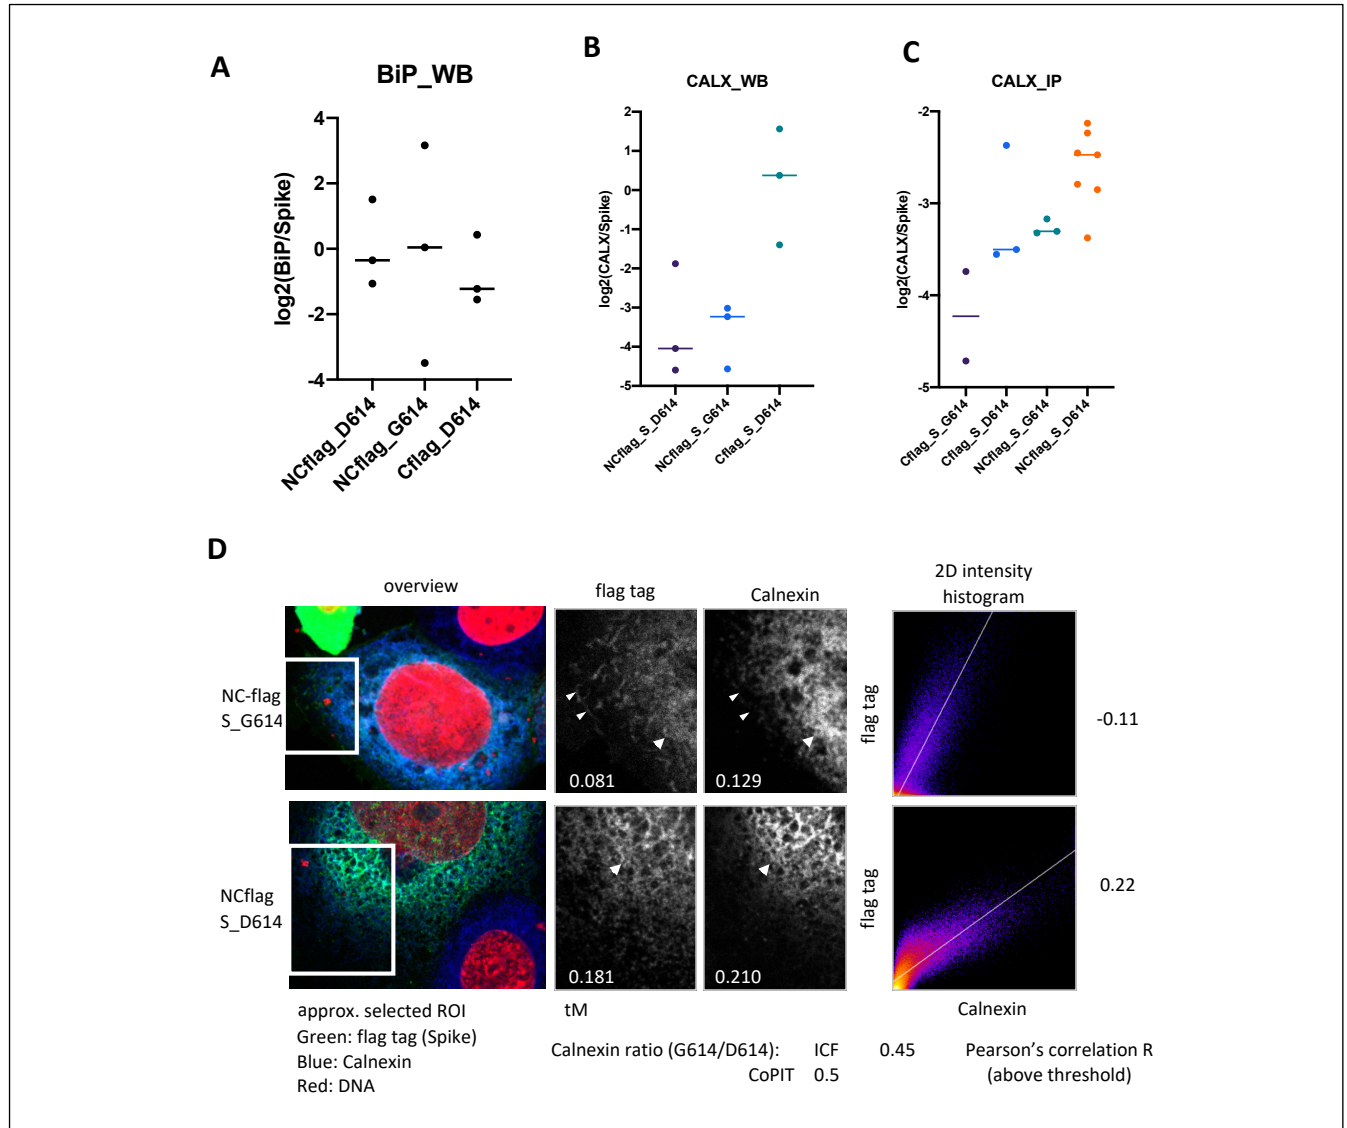 A
BiP_WB
log2(BiP/Spike)
4
2
0
-2
-4
NCflag_D614
NCflag_G614
Cflag_D614
B
CALX_WB
log2(CALX/Spike)
2
1
0
-1
-2
-3
-4
-5
NCflag_S_D614
NCflag_S_G614
Cflag_S_D614
C
CALX_IP
log2(CALX/Spike)
-2
-3
-4
-5
Cflag_S_G614
Cflag_S_D614
NCflag_S_G614
NCflag_S_D614
D
overview
flag tag
Calnexin
2D intensity
histogram
NC-flag
S_G614
0.081
0.129
flag tag
-0.11
NCflag
S_D614
0.181
0.210
flag tag
0.22
approx. selected ROI
Green: flag tag (Spike)
Blue: Calnexin
Red: DNA
tM
Calnexin
Calnexin ratio (G614/D614): ICF 0.45
CoPIT 0.5
Pearson's correlation R
(above threshold)